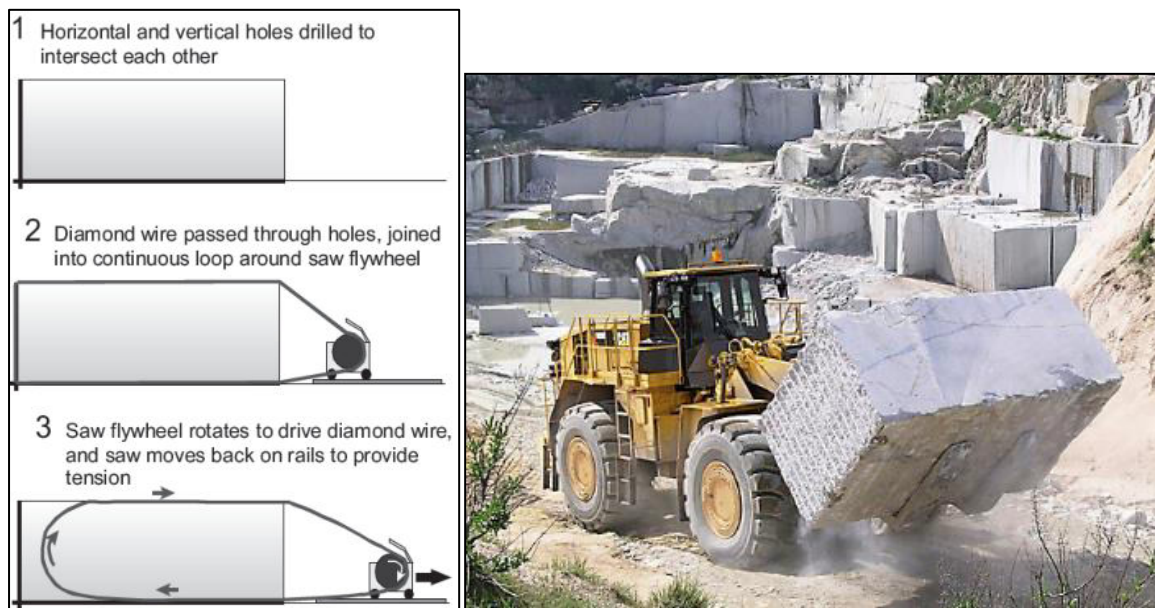 1 Horizontal and vertical holes drilled to
intersect each other
2 Diamond wire passed through holes, joined
into continuous loop around saw flywheel
3 Saw flywheel rotates to drive diamond wire,
and saw moves back on rails to provide
tension